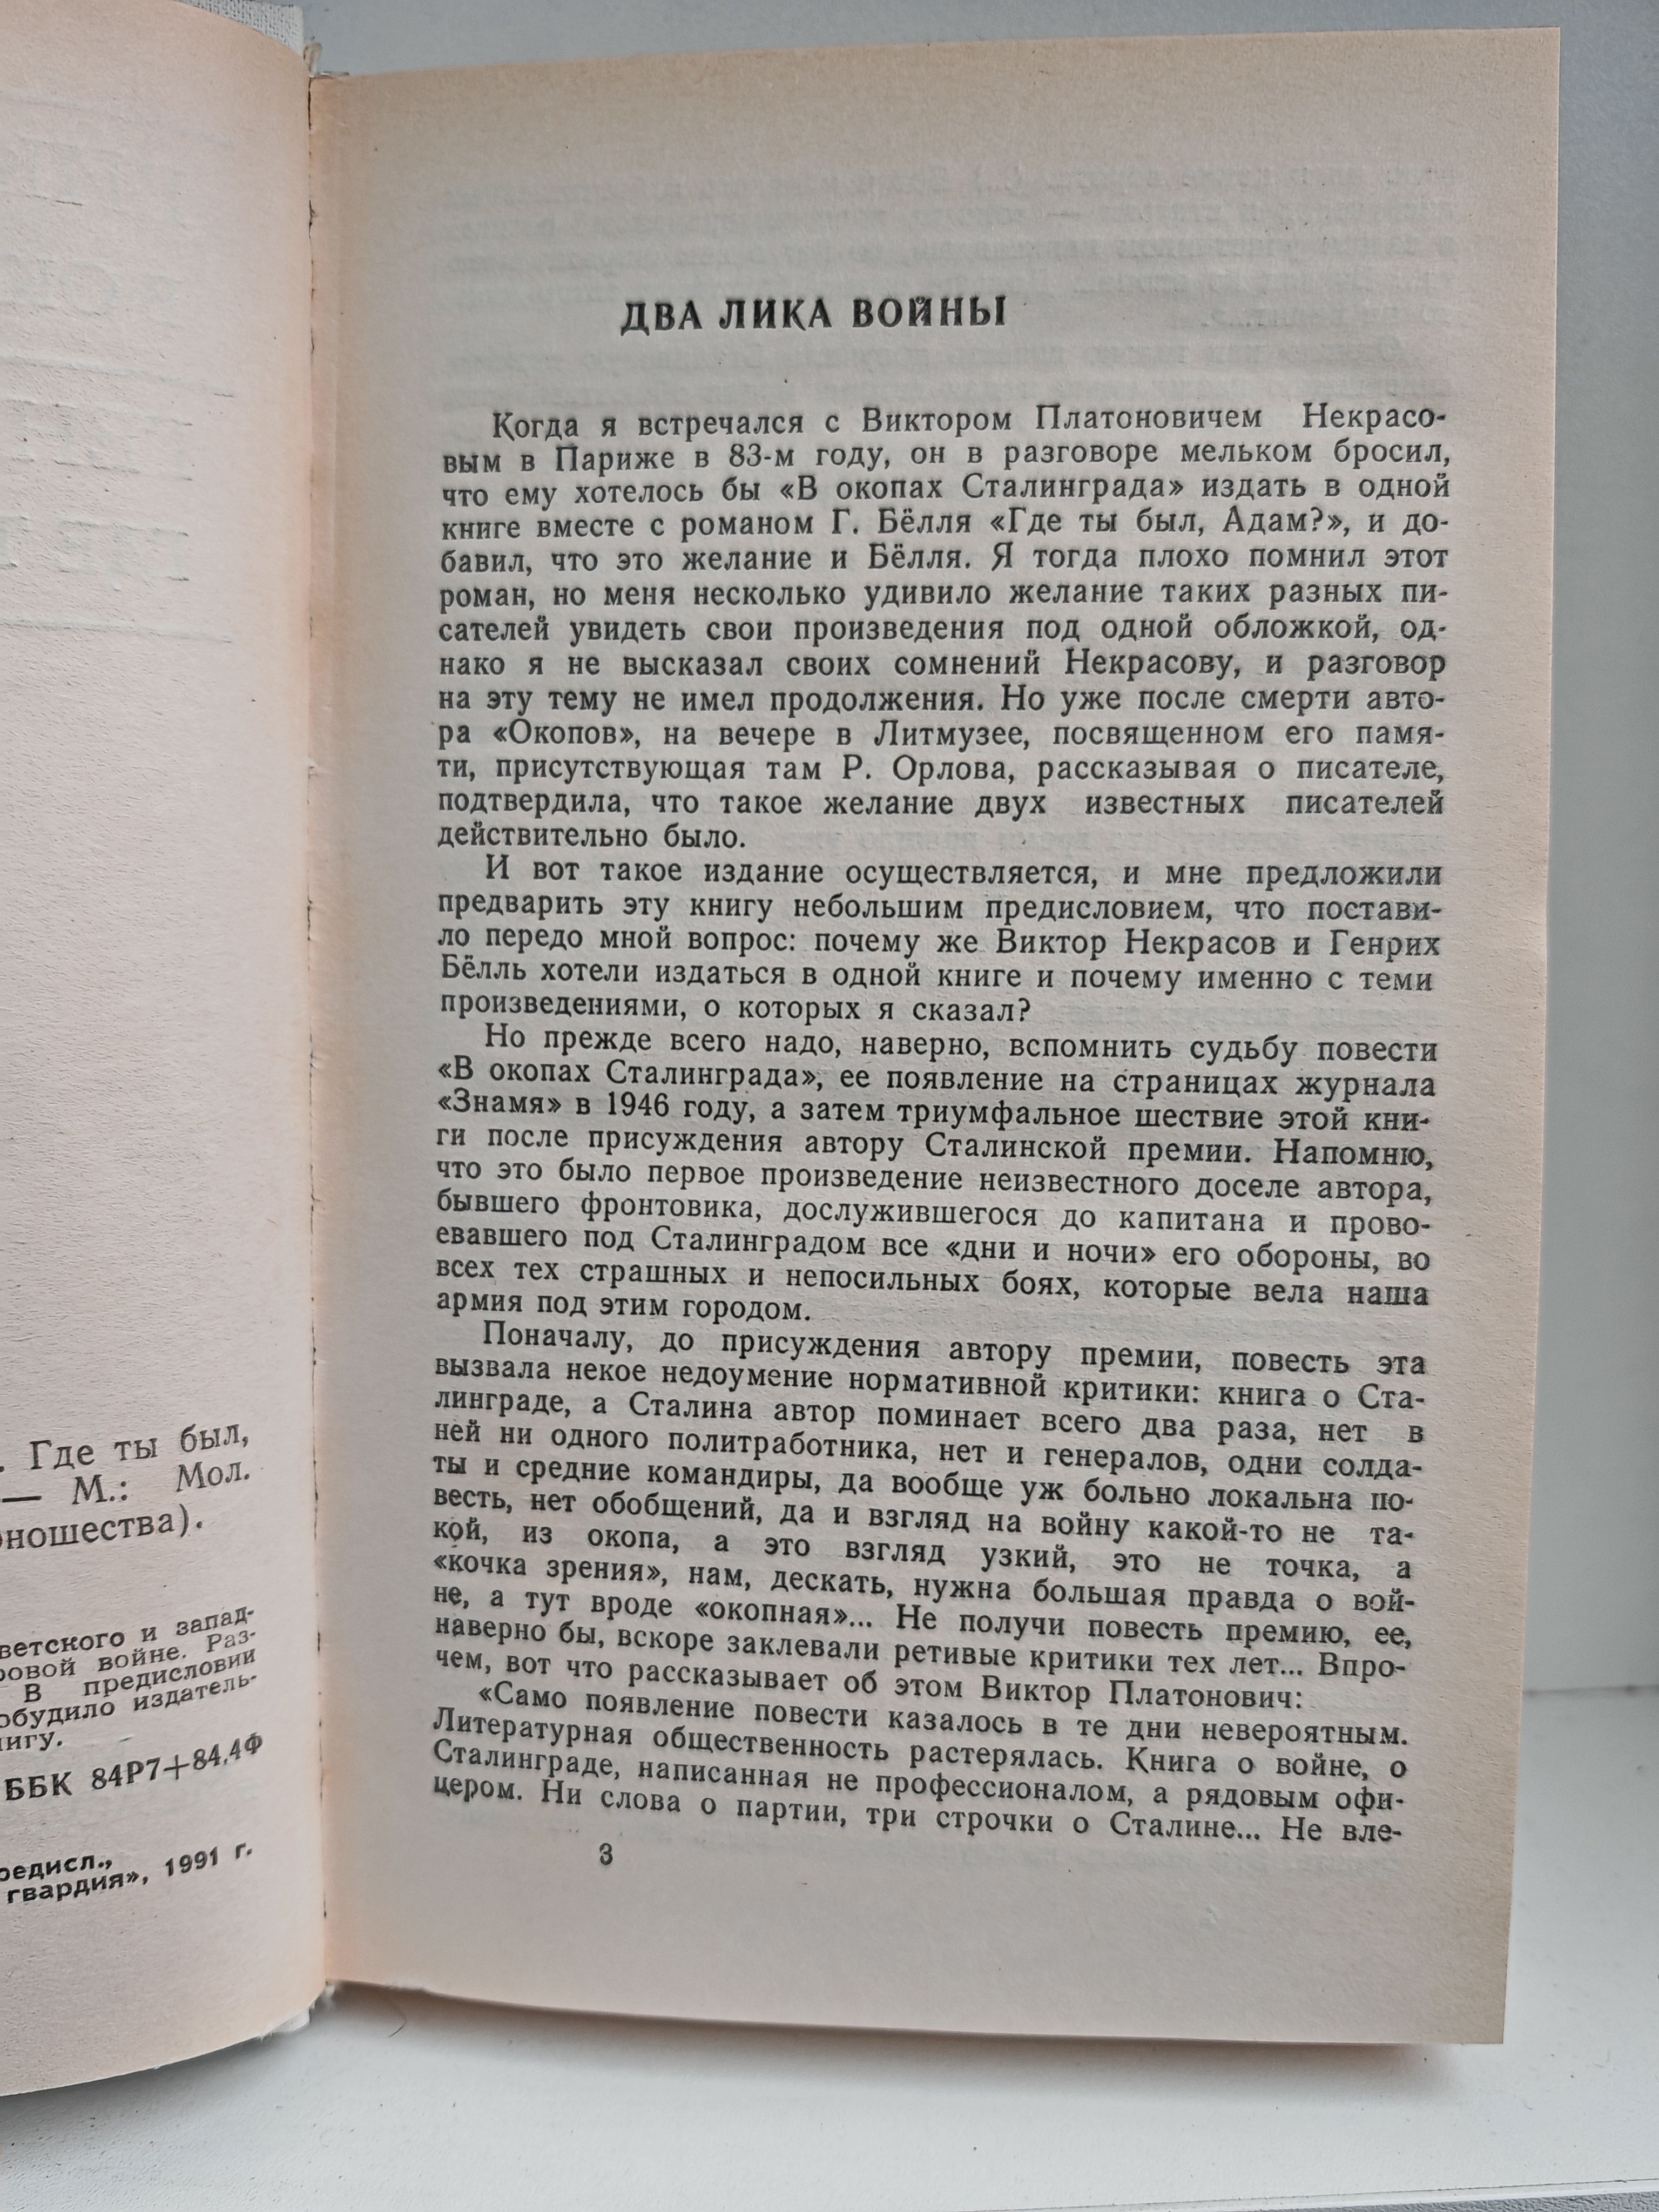 . Где ты был,
— М.: Мол.
юношества).
ветского и запад-
ровой войне. Раз-
В предисловии
обудило издатель-
нигу.
ББК 84Р7+84.4Ф
редисл.,
гвардия», 1991 г.
ДВА ЛИКА ВОЙНЫ
Когда я встречался с Виктором Платоновичем Некрасо-
вым в Париже в 83-м году, он в разговоре мельком бросил,
что ему хотелось бы «В окопах Сталинграда» издать в одной
книге вместе с романом Г. Бёлля «Где ты был, Адам?», и до-
бавил, что это желание и Бёлля. Я тогда плохо помнил этот
роман, но меня несколько удивило желание таких разных пи-
сателей увидеть свои произведения под одной обложкой, од-
нако я не высказал своих сомнений Некрасову, и разговор
на эту тему не имел продолжения. Но уже после смерти авто-
ра «Окопов», на вечере в Литмузее, посвященном его памя-
ти, присутствующая там Р. Орлова, рассказывая о писателе,
подтвердила, что такое желание двух известных писателей
действительно было.
И вот такое издание осуществляется, и мне предложили
предварить эту книгу небольшим предисловием, что постави-
ло передо мной вопрос: почему же Виктор Некрасов и Генрих
Бёлль хотели издаться в одной книге и почему именно с теми
произведениями, о которых я сказал?
Но прежде всего надо, наверно, вспомнить судьбу повести
«В окопах Сталинграда», ее появление на страницах журнала
«Знамя» в 1946 году, а затем триумфальное шествие этой кни-
ги после присуждения автору Сталинской премии. Напомню,
что это было первое произведение неизвестного доселе автора,
бывшего фронтовика, дослужившегося до капитана и прово-
евавшего под Сталинградом все «дни и ночи» его обороны, во
всех тех страшных и непосильных боях, которые вела наша
армия под этим городом.
Поначалу, до присуждения автору премии, повесть эта
вызвала некое недоумение нормативной критики: книга о Ста-
линграде, а Сталина автор поминает всего два раза, нет в
ней ни одного политработника, нет и генералов, одни солда-
ты и средние командиры, да вообще уж больно локальна по-
весть, нет обобщений, да и взгляд на войну какой-то не та-
кой, из окопа, а это взгляд узкий, это не точка, а
«кочка зрения», нам, дескать, нужна большая правда о вой-
не, а тут вроде «окопная»... Не получи повесть премию, ее,
наверно бы, вскоре заклевали ретивые критики тех лет... Впро-
чем, вот что рассказывает об этом Виктор Платонович:
«Само появление повести казалось в те дни невероятным.
Литературная общественность растерялась. Книга о войне, о
Сталинграде, написанная не профессионалом, а рядовым офи-
цером. Ни слова о партии, три строчки о Сталине... Не вле-
3